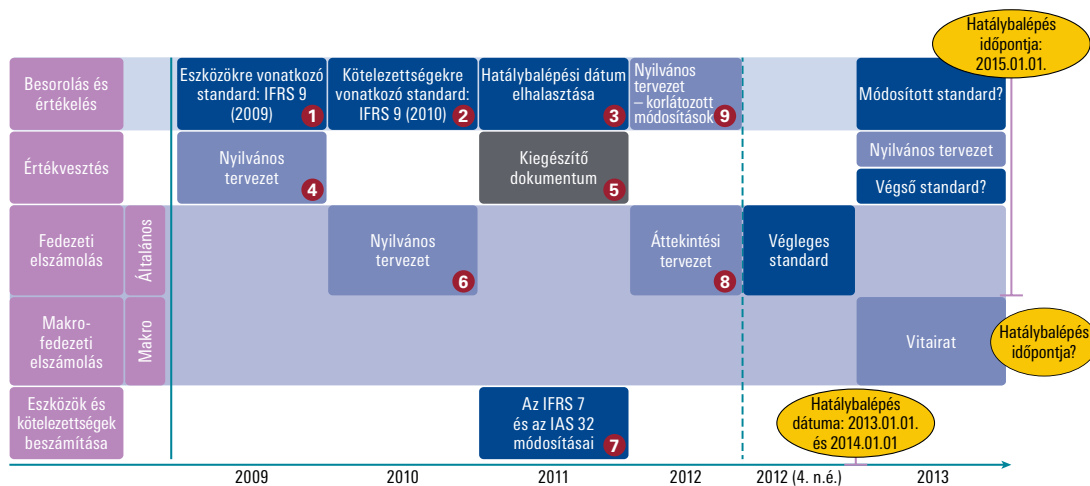 Hatálybalépés
időpontja:
2015.01.01.
Besorolás és
értékelés
Eszközökre vonatkozó
standard: IFRS 9
(2009)
1
Kötelezettségekre
vonatkozó standard:
IFRS 9 (2010)
2
Hatálybalépési dátum
elhalasztása
3
Nyilvános
tervezet
– korlátozott
módosítások
9
Módosított standard?
Értékvesztés
Nyilvános
tervezet
4
Kiegészítő
dokumentum
5
Nyilvános tervezet
Végső standard?
Fedezeti
elszámolás
Általános
Nyilvános
tervezet
6
Áttekintési
tervezet
8
Végleges
standard
Makro-
fedezeti
elszámolás
Makro
Vitairat
Hatálybalépés
időpontja?
Eszközök és
kötelezettségek
beszámítása
Az IFRS 7
és az IAS 32
módosításai
7
Hatálybalépés
dátuma: 2013.01.01.
és 2014.01.01
2009
2010
2011
2012
2012 (4. n.é.)
2013